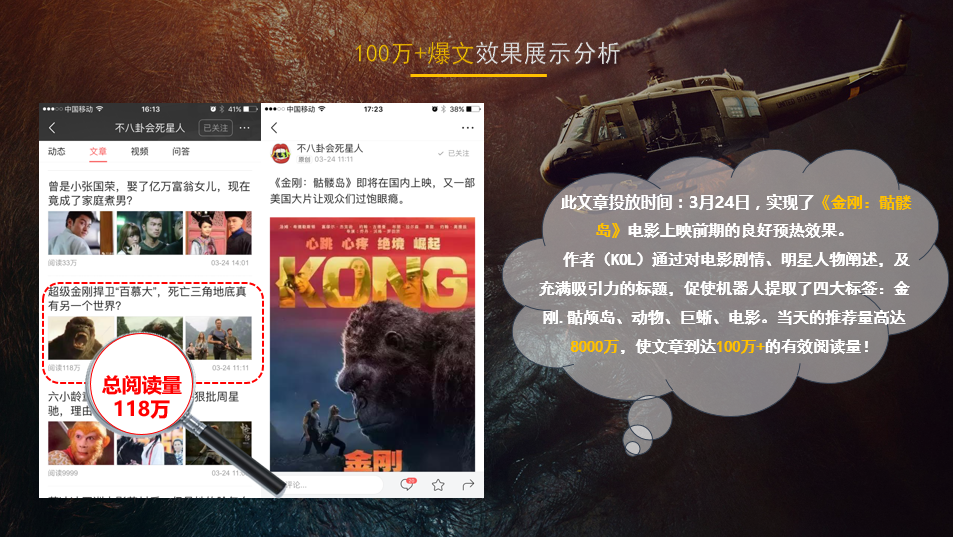 100万+爆文效果展示分析
中国移动 16:13 41%
不八卦会死星人 已关注
动态 文章 视频 问答
曾是小张国荣，娶了亿万富翁女儿，现在
竟成了家庭煮男？
阅读33万 03-24 14:01
超级金刚捍卫“百慕大”，死亡三角地底真
有另一个世界？
阅读118万 03-24 11:11
总阅读量
118万
六小龄 狠批周星
驰，理由
阅读9999 03-24 11:
中国移动 17:23 38%
不八卦会死星人
原创 03-24 11:11
已关注
《金刚：骷髅岛》即将在国内上映，又一部
美国大片让观众们过饱眼瘾。
心跳 心疼 绝境 崛起
KONG
金刚
评论...
此文章投放时间：3月24日，实现了《金刚：骷髅
岛》电影上映前期的良好预热效果。
作者（KOL）通过对电影剧情、明星人物阐述，及
充满吸引力的标题，促使机器人提取了四大标签：金
刚.骷颅岛、动物、巨蜥、电影。当天的推荐量高达
8000万，使文章到达100万+的有效阅读量！